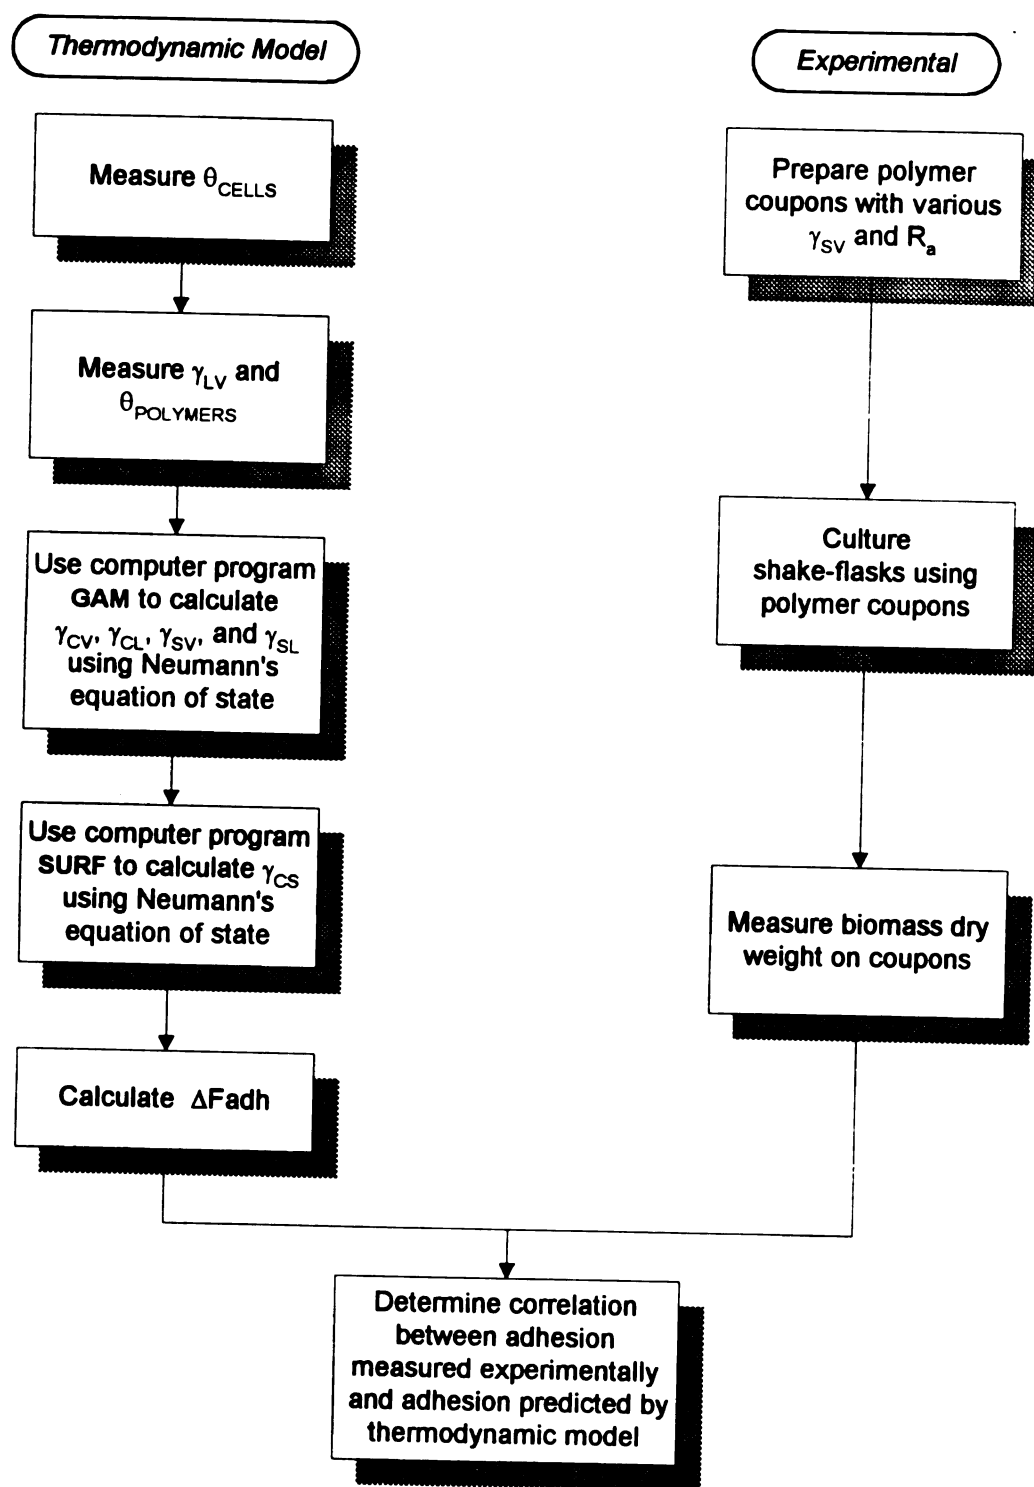 Thermodynamic Model
Measure θCELLS
Measure γLV and
θPOLYMERS
Use computer program
GAM to calculate
γCV, γCL, γSV, and γSL
using Neumann's
equation of state
Use computer program
SURF to calculate γCS
using Neumann's
equation of state
Calculate ΔFadh
Experimental
Prepare polymer
coupons with various
γSV and Ra
Culture
shake-flasks using
polymer coupons
Measure biomass dry
weight on coupons
Determine correlation
between adhesion
measured experimentally
and adhesion predicted by
thermodynamic model